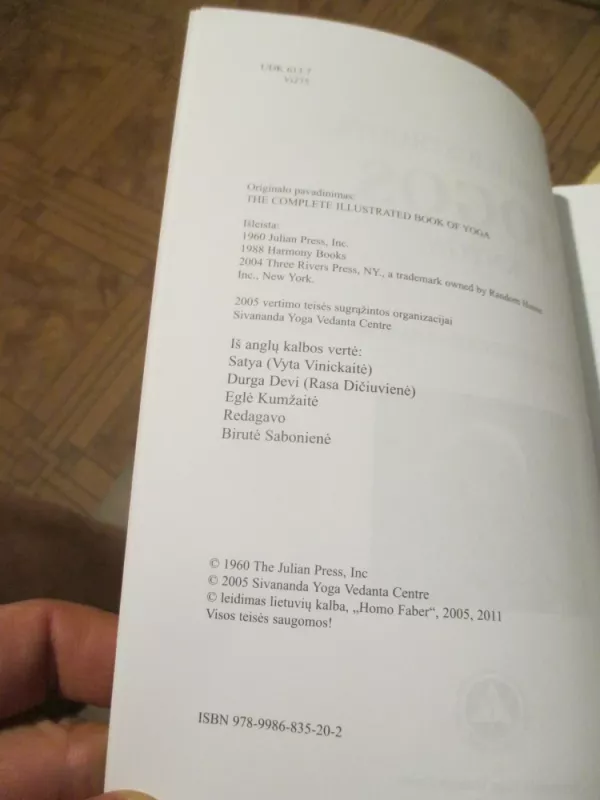 UDK 613.7
Originalo pavadinimas:
THE COMPLETE ILLUSTRATED BOOK OF YOGA
Išleista:
1960 Julian Press, Inc.
1988 Harmony Books
2004 Three Rivers Press, NY., a trademark owned by Random House
Inc., New York.
2005 vertimo teisės sugrąžintos organizacijai
Sivananda Yoga Vedanta Centre
Iš anglų kalbos vertė:
Satya (Vyta Vinickaitė)
Durga Devi (Rasa Dičiuvienė)
Eglė Kumžaitė
Redagavo
Birutė Sabonienė
© 1960 The Julian Press, Inc
© 2005 Sivananda Yoga Vedanta Centre
© leidimas lietuvių kalba, „Homo Faber“, 2005, 2011
Visos teisės saugomos!
ISBN 978-9986-835-20-2